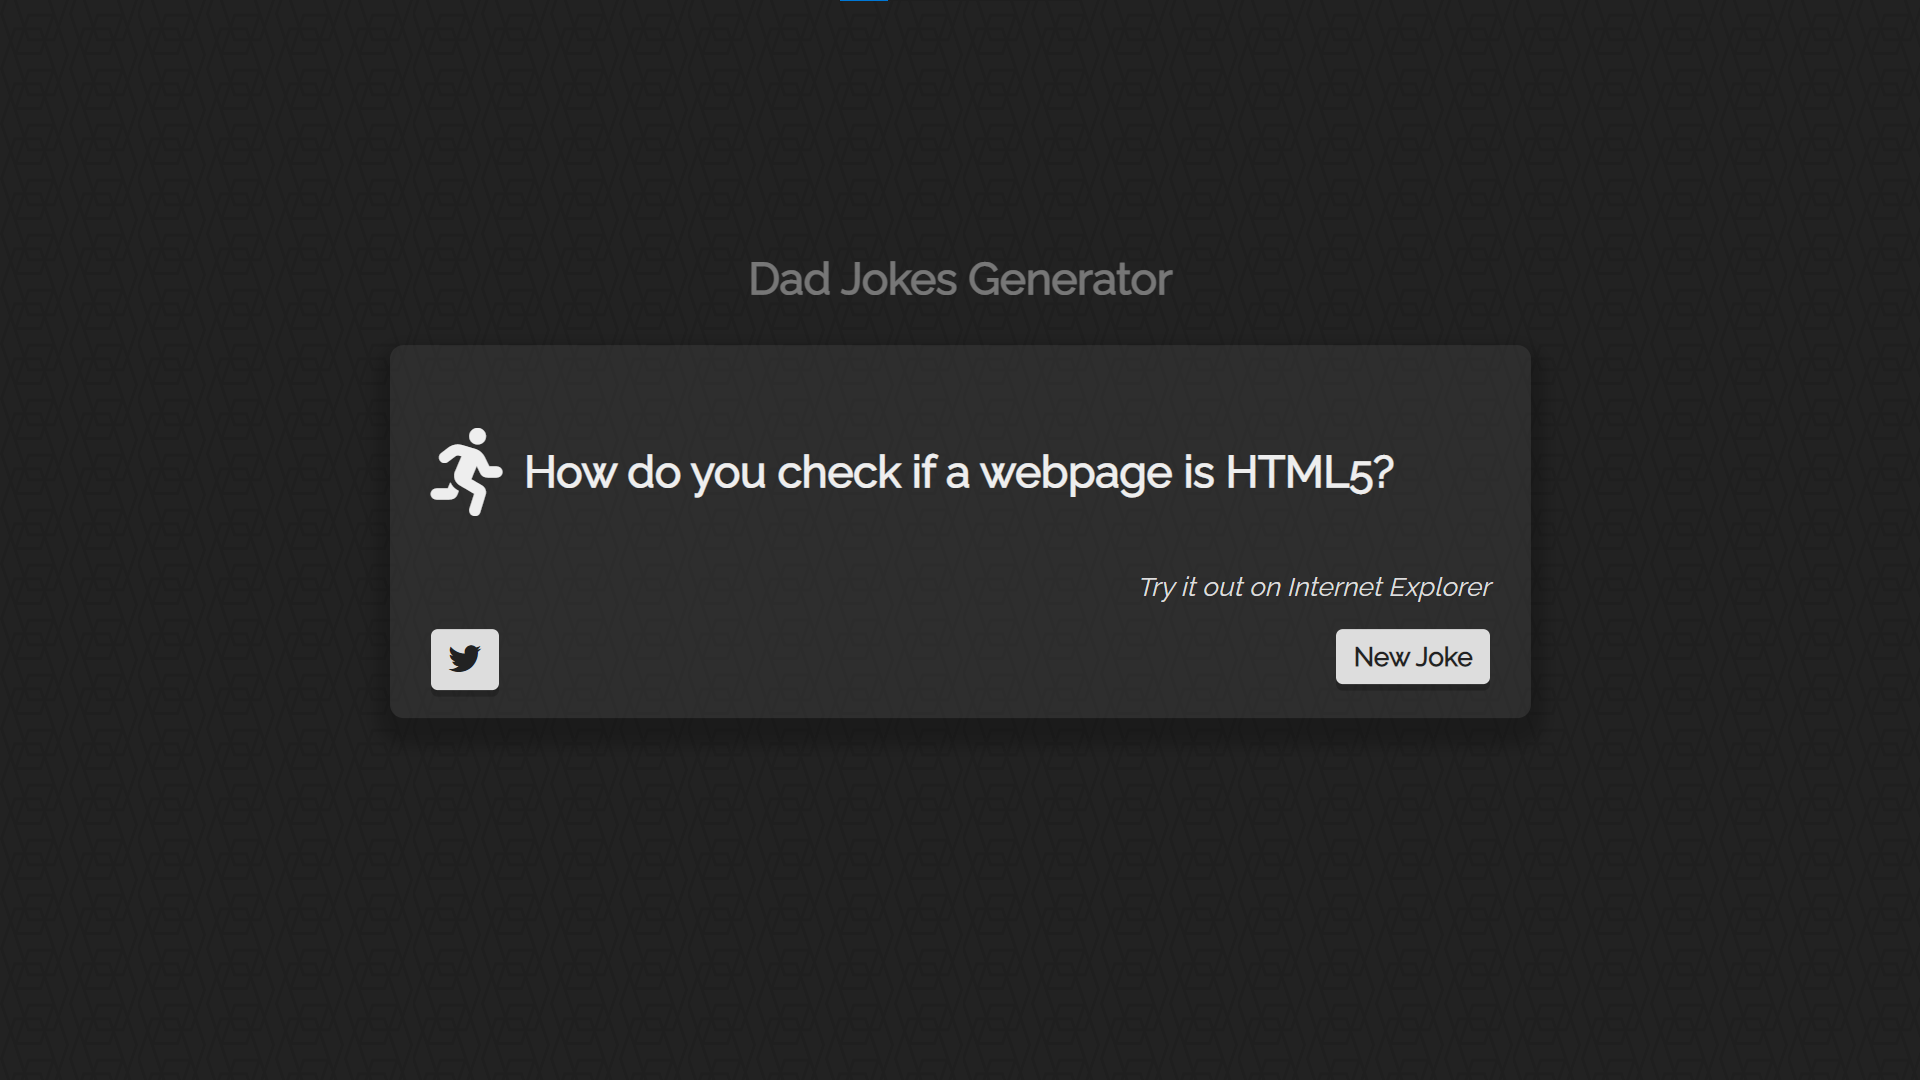 Dad Jokes Generator
How do you check if a webpage is HTML5?
Try it out on Internet Explorer
New Joke